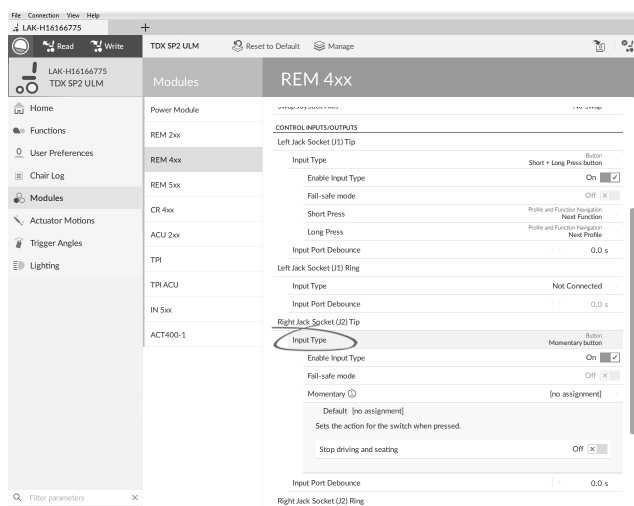 File Connection View Help
LAK-H16166775 +
Read Write TDX SP2 ULM Reset to Default Manage
LAK-H16166775
TDX SP2 ULM
Modules
REM 4xx
Home
Functions
User Preferences
Chair Log
Modules
Actuator Motions
Trigger Angles
Lighting
Filter parameters
Power Module
REM 2xx
REM 4xx
REM 5xx
CR 4xx
ACU 2xx
TPI
TPI ACU
IN 5xx
ACT400-1
CONTROL INPUTS/OUTPUTS
Left Jack Socket (J1) Tip
Input Type Button
Short + Long Press button
Enable Input Type On
Fail-safe mode Off
Short Press Profile and Function Navigation
Next Function
Long Press Profile and Function Navigation
Next Profile
Input Port Debounce 0.0 s
Left Jack Socket (J1) Ring
Input Type Not Connected
Input Port Debounce 0.0 s
Right Jack Socket (J2) Tip
Input Type Button
Momentary button
Enable Input Type On
Fail-safe mode Off
Momentary [no assignment]
Default [no assignment]
Sets the action for the switch when pressed.
Stop driving and seating Off
Input Port Debounce 0.0 s
Right Jack Socket (J2) Ring